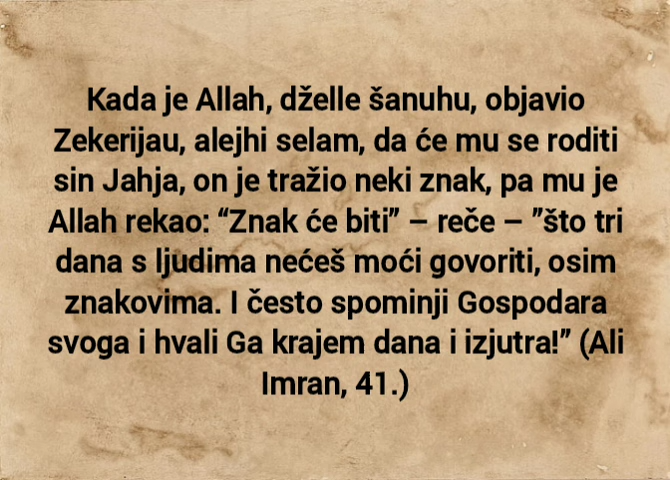 Kada je Allah, dželle šanuhu, objavio
Zekerijau, alejhi selam, da će mu se roditi
sin Jahja, on je tražio neki znak, pa mu je
Allah rekao: “Znak će biti” – reče – ”što tri
dana s ljudima nećeš moći govoriti, osim
znakovima. I često spominji Gospodara
svoga i hvali Ga krajem dana i izjutra!” (Ali
Imran, 41.)